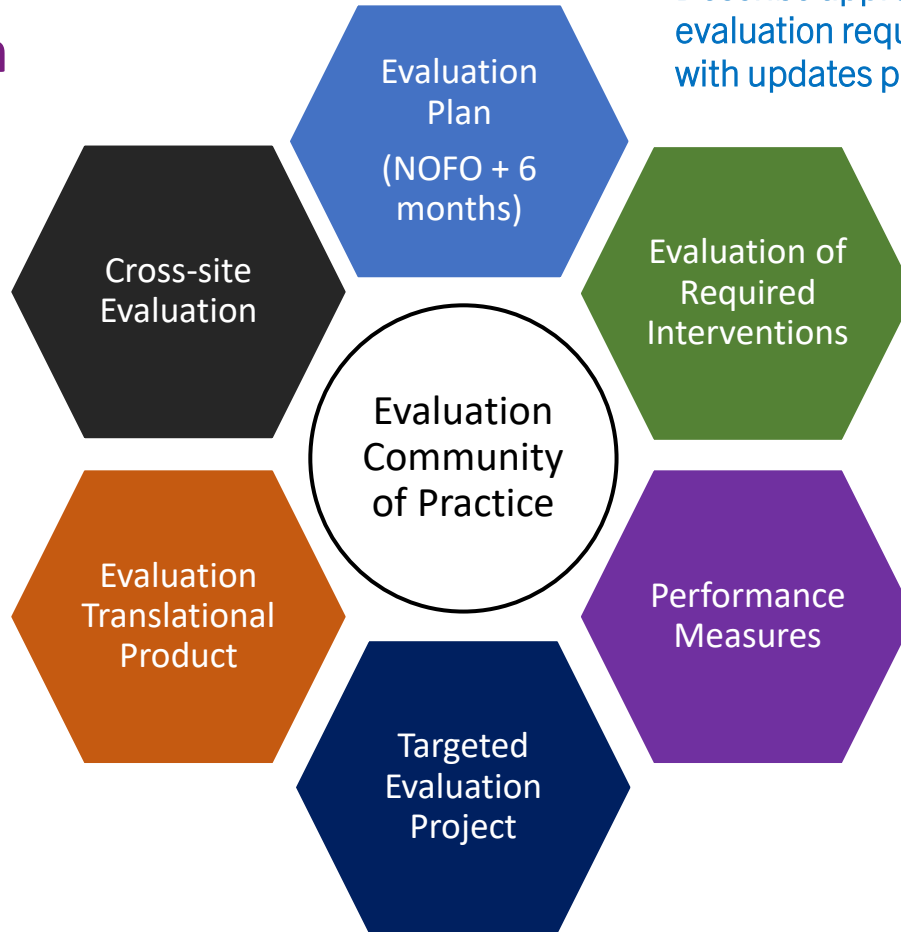 Evaluation
Plan
(NOFO + 6
months)
evaluation
with updates
Cross-site
Evaluation
Evaluation of
Required
Interventions
Evaluation
Community
of Practice
Evaluation
Translational
Product
Performance
Measures
Targeted
Evaluation
Project